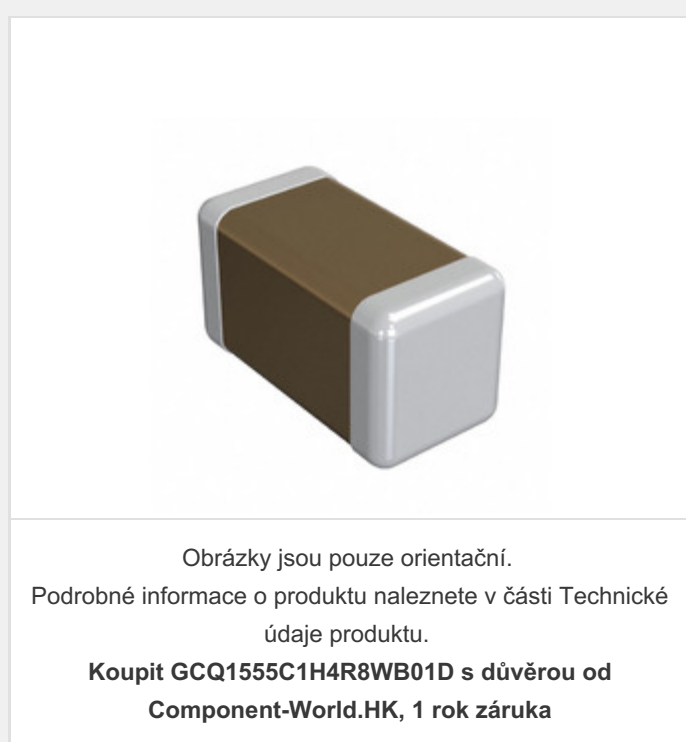 Obrázky jsou pouze orientační.
Podrobné informace o produktu naleznete v části Technické
údaje produktu.
Koupit GCQ1555C1H4R8WB01D s důvěrou od
Component-World.HK, 1 rok záruka